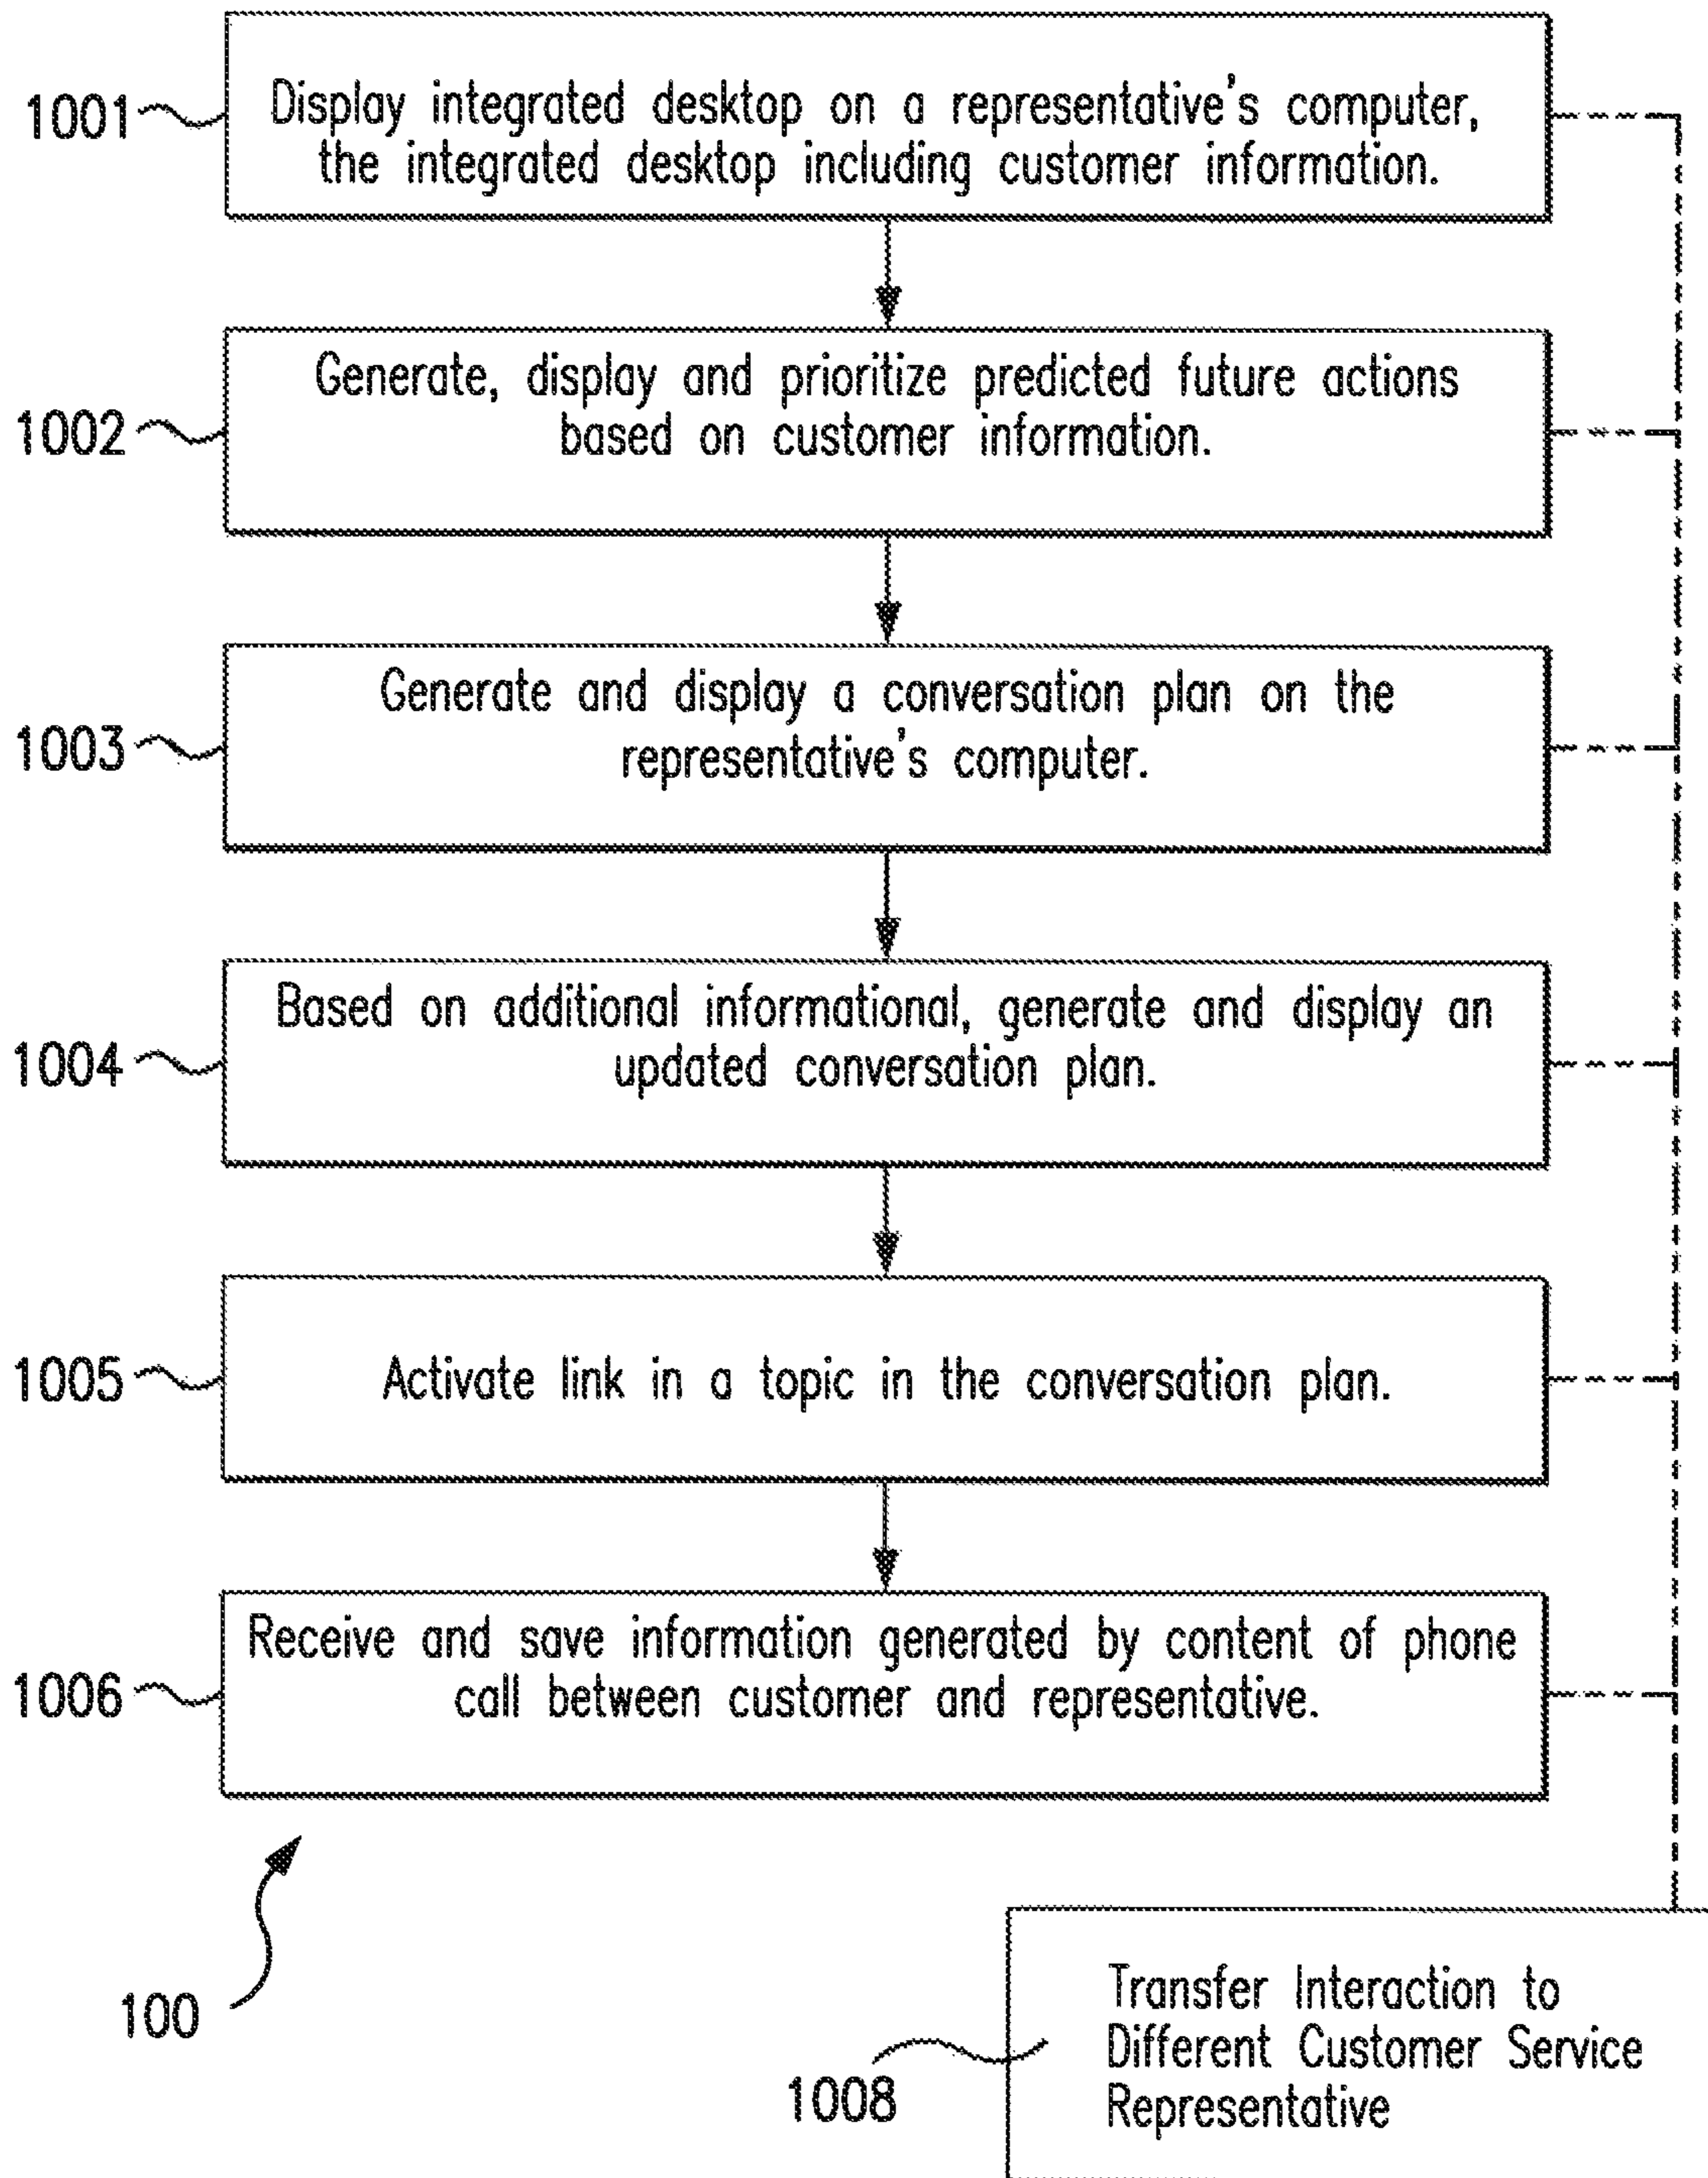 1001
Display integrated desktop on a representative's computer,
the integrated desktop including customer information.
1002
Generate, display and prioritize predicted future actions
based on customer information.
1003
Generate and display a conversation plan on the
representative's computer.
1004
Based on additional informational, generate and display an
updated conversation plan.
1005
Activate link in a topic in the conversation plan.
1006
Receive and save information generated by content of phone
call between customer and representative.
100
1008
Transfer Interaction to
Different Customer Service
Representative